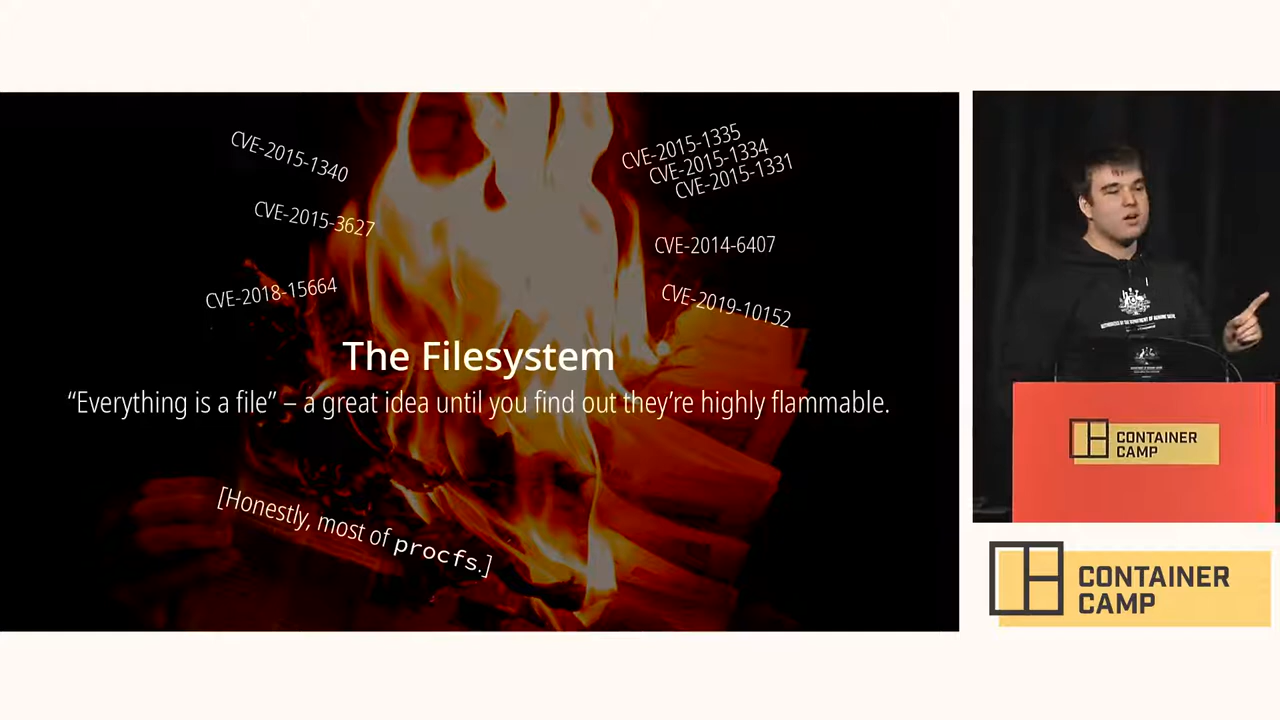 CVE-2015-1340
CVE-2015-3627
CVE-2018-15664
CVE-2015-1335
CVE-2015-1334
CVE-2015-1331
CVE-2014-6407
CVE-2019-10152
The Filesystem
“Everything is a file” – a great idea until you find out they’re highly flammable.
[Honestly, most of procfs.]
CONTAINER
CAMP
CONTAINER
CAMP